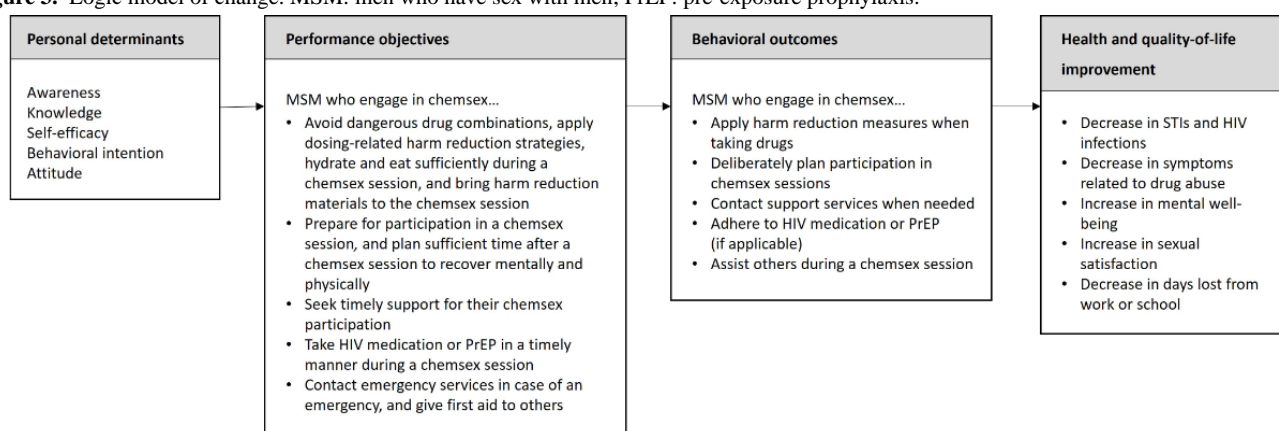 Logic model of change. MSM: men who have sex with men; PrEP: pre-exposure prophylaxis.
Personal determinants
Awareness
Knowledge
Self-efficacy
Behavioral intention
Attitude
Performance objectives
MSM who engage in chemsex...
• Avoid dangerous drug combinations, apply
dosing-related harm reduction strategies,
hydrate and eat sufficiently during a
chemsex session, and bring harm reduction
materials to the chemsex session
• Prepare for participation in a chemsex
session, and plan sufficient time after a
chemsex session to recover mentally and
physically
• Seek timely support for their chemsex
participation
• Take HIV medication or PrEP in a timely
manner during a chemsex session
• Contact emergency services in case of an
emergency, and give first aid to others
Behavioral outcomes
MSM who engage in chemsex...
• Apply harm reduction measures when
taking drugs
• Deliberately plan participation in
chemsex sessions
• Contact support services when needed
• Adhere to HIV medication or PrEP
(if applicable)
• Assist others during a chemsex session
Health and quality-of-life
improvement
• Decrease in STIs and HIV
infections
• Decrease in symptoms
related to drug abuse
• Increase in mental well-
being
• Increase in sexual
satisfaction
• Decrease in days lost from
work or school